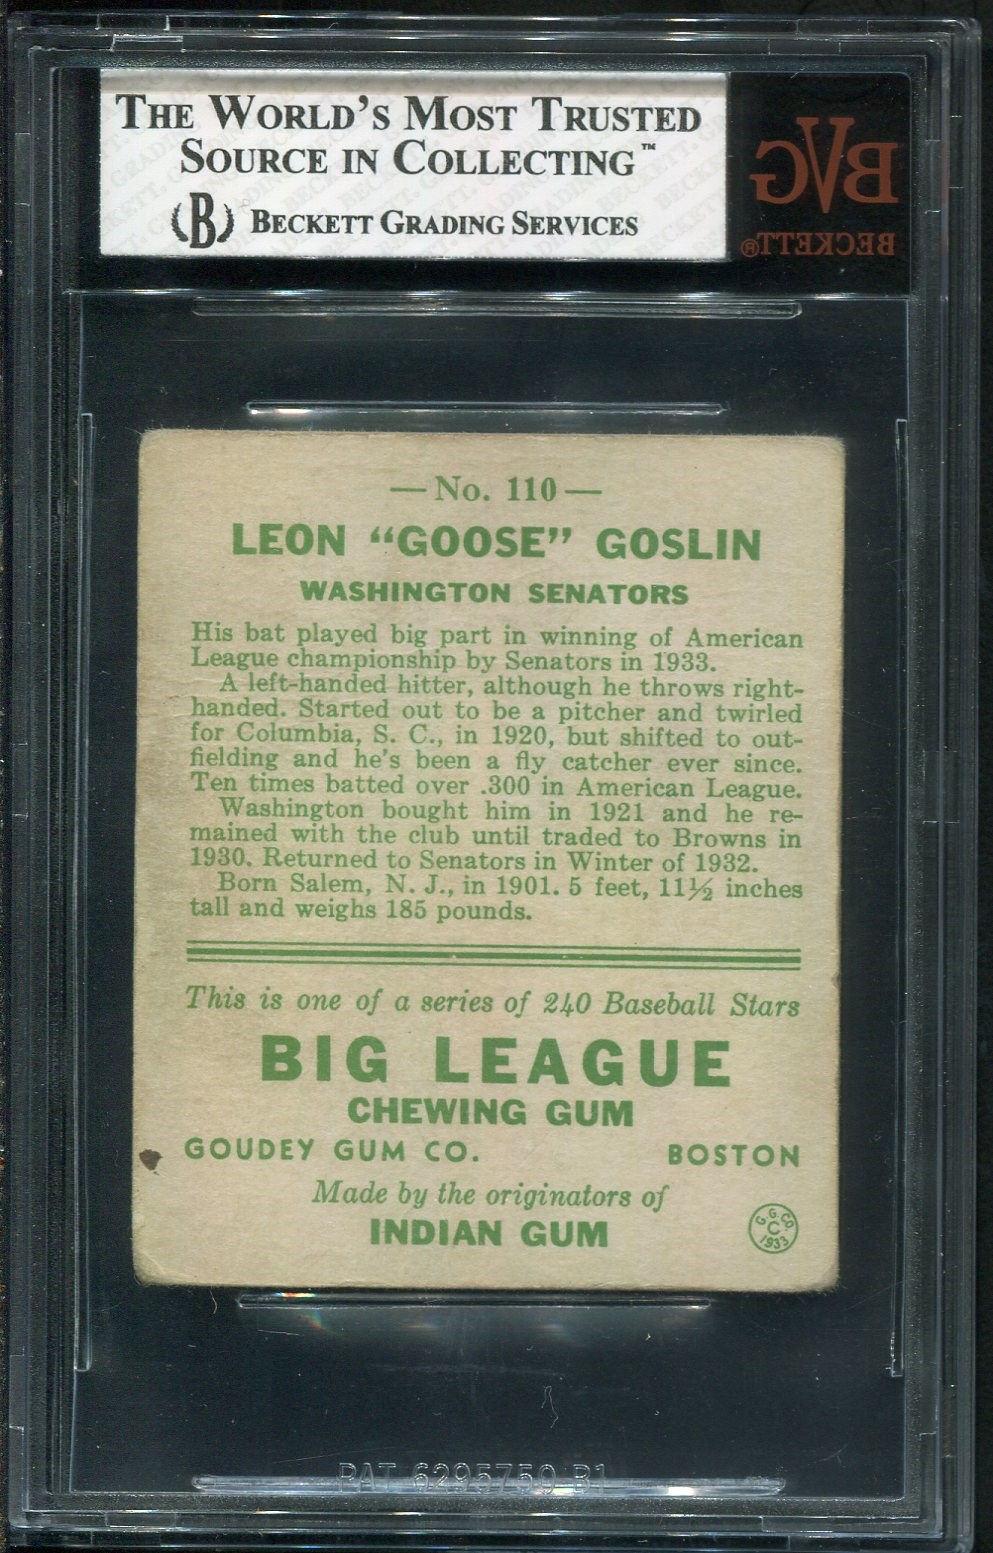 THE WORLD'S MOST TRUSTED
SOURCE IN COLLECTING™
(B) BECKETT GRADING SERVICES
BVG
BECKETT®
— No. 110 —
LEON "GOOSE" GOSLIN
WASHINGTON SENATORS
His bat played big part in winning of American
League championship by Senators in 1933.
A left-handed hitter, although he throws right-
handed. Started out to be a pitcher and twirled
for Columbia, S. C., in 1920, but shifted to out-
fielding and he's been a fly catcher ever since.
Ten times batted over .300 in American League.
Washington bought him in 1921 and he re-
mained with the club until traded to Browns in
1930. Returned to Senators in Winter of 1932.
Born Salem, N. J., in 1901. 5 feet, 11½ inches
tall and weighs 185 pounds.
This is one of a series of 240 Baseball Stars
BIG LEAGUE
CHEWING GUM
GOUDEY GUM CO. BOSTON
Made by the originators of
INDIAN GUM
G. G. CO.
C
1933
PAT 6295750 B1